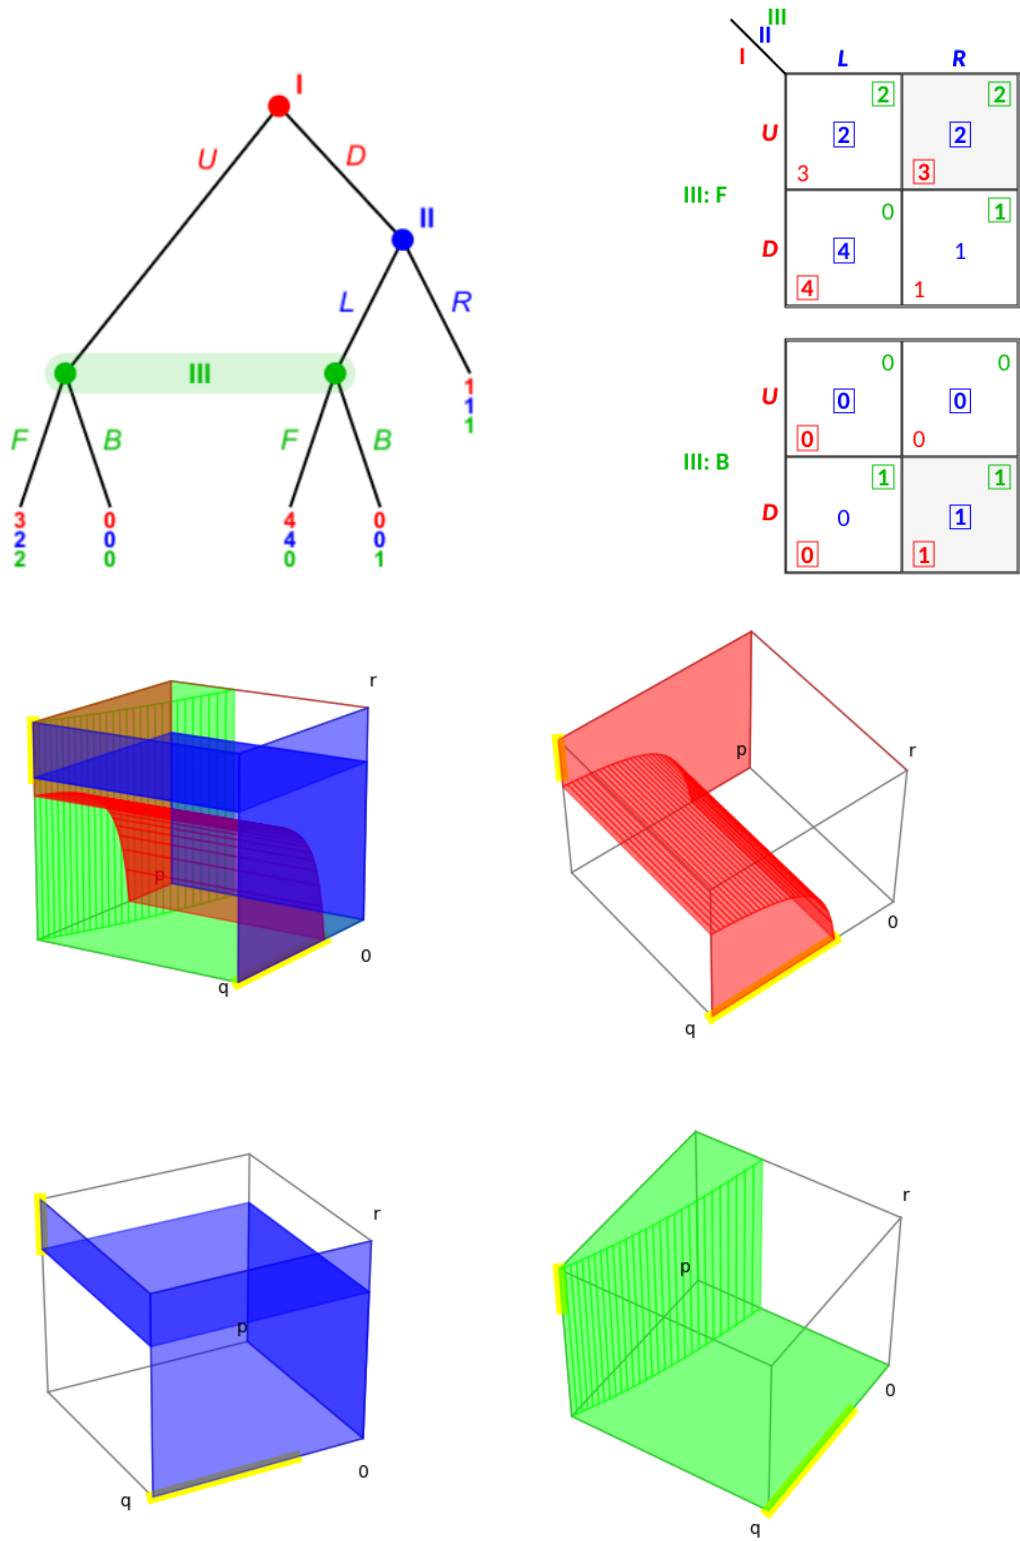 I
U D
II
L R
III
1
1
1
F B F B
3 0 4 0
2 0 4 0
2 0 0 1
III
II
I
L R
2 2
U 2 2
3 3
III: F
0 1
D 4 1
4 1
0 0
U 0 0
0 0
III: B
1 1
D 0 1
0 1
r
p
0
q
p
r
0
q
r
p
0
q
r
p
0
q